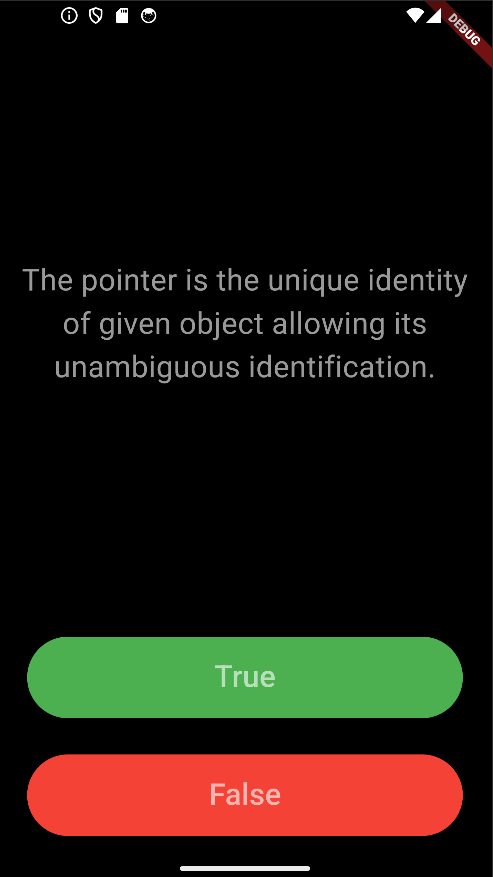 DEBUG
The pointer is the unique identity
of given object allowing its
unambiguous identification.
True
False